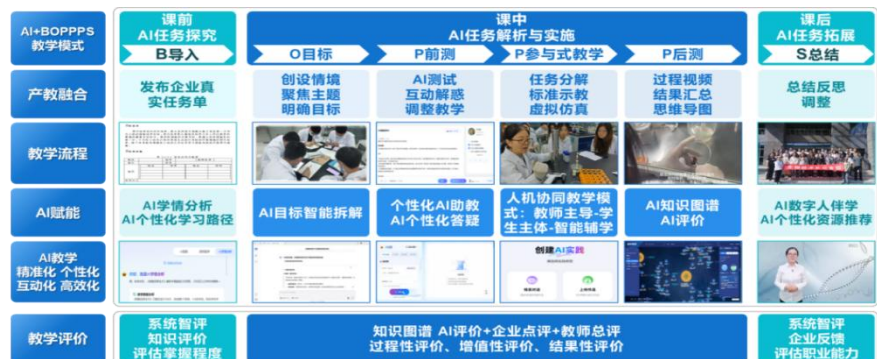 AI+BOPPPS
教学模式
课前
AI任务探究
B导入
课中
AI任务解析与实施
O目标
P前测
P参与式教学
P后测
课后
AI任务拓展
S总结
产教融合
发布企业真
实任务单
创设情境
聚焦主题
明确目标
AI测试
互动解惑
调整教学
任务分解
标准示教
虚拟仿真
过程视频
结果汇总
思维导图
总结反思
调整
教学流程
AI赋能
AI学情分析
AI个性化学习路径
AI目标智能拆解
个性化AI助教
AI个性化答疑
人机协同教学模
式：教师主导-学
生主体-智能辅学
AI知识图谱
AI评价
AI数字人伴学
AI个性化资源推荐
AI教学
精准化 个性化
互动化 高效化
创建AI实践
教学评价
系统智评
知识评价
评估掌握程度
知识图谱 AI评价+企业点评+教师总评
过程性评价、增值性评价、结果性评价
系统智评
企业反馈
评估职业能力